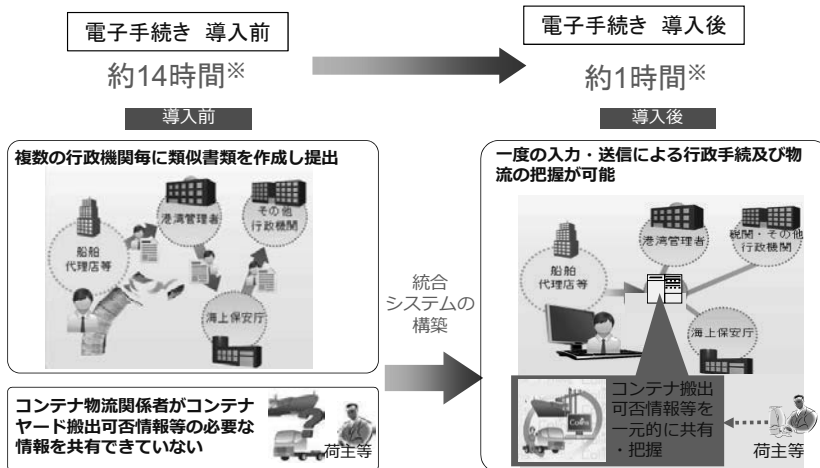 電子手続き 導入前
電子手続き 導入後
約14時間※
約1時間※
導入前
導入後
複数の行政機関毎に類似書類を作成し提出
港湾管理者
その他
行政機関
船舶
代理店等
海上保安庁
コンテナ物流関係者がコンテナ
ヤード搬出可否情報等の必要な
情報を共有できていない
荷主等
統合
システムの
構築
一度の入力・送信による行政手続及び物
流の把握が可能
港湾管理者
税関・その他
行政機関
船舶
代理店等
海上保安庁
Colins
コンテナ搬出
可否情報等を
一元的に共有
・把握
荷主等